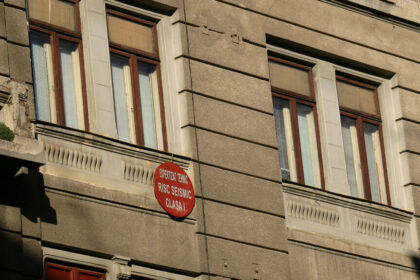 EXPERTIZAT TEHNIC
RISC SEISMIC
CLASA I